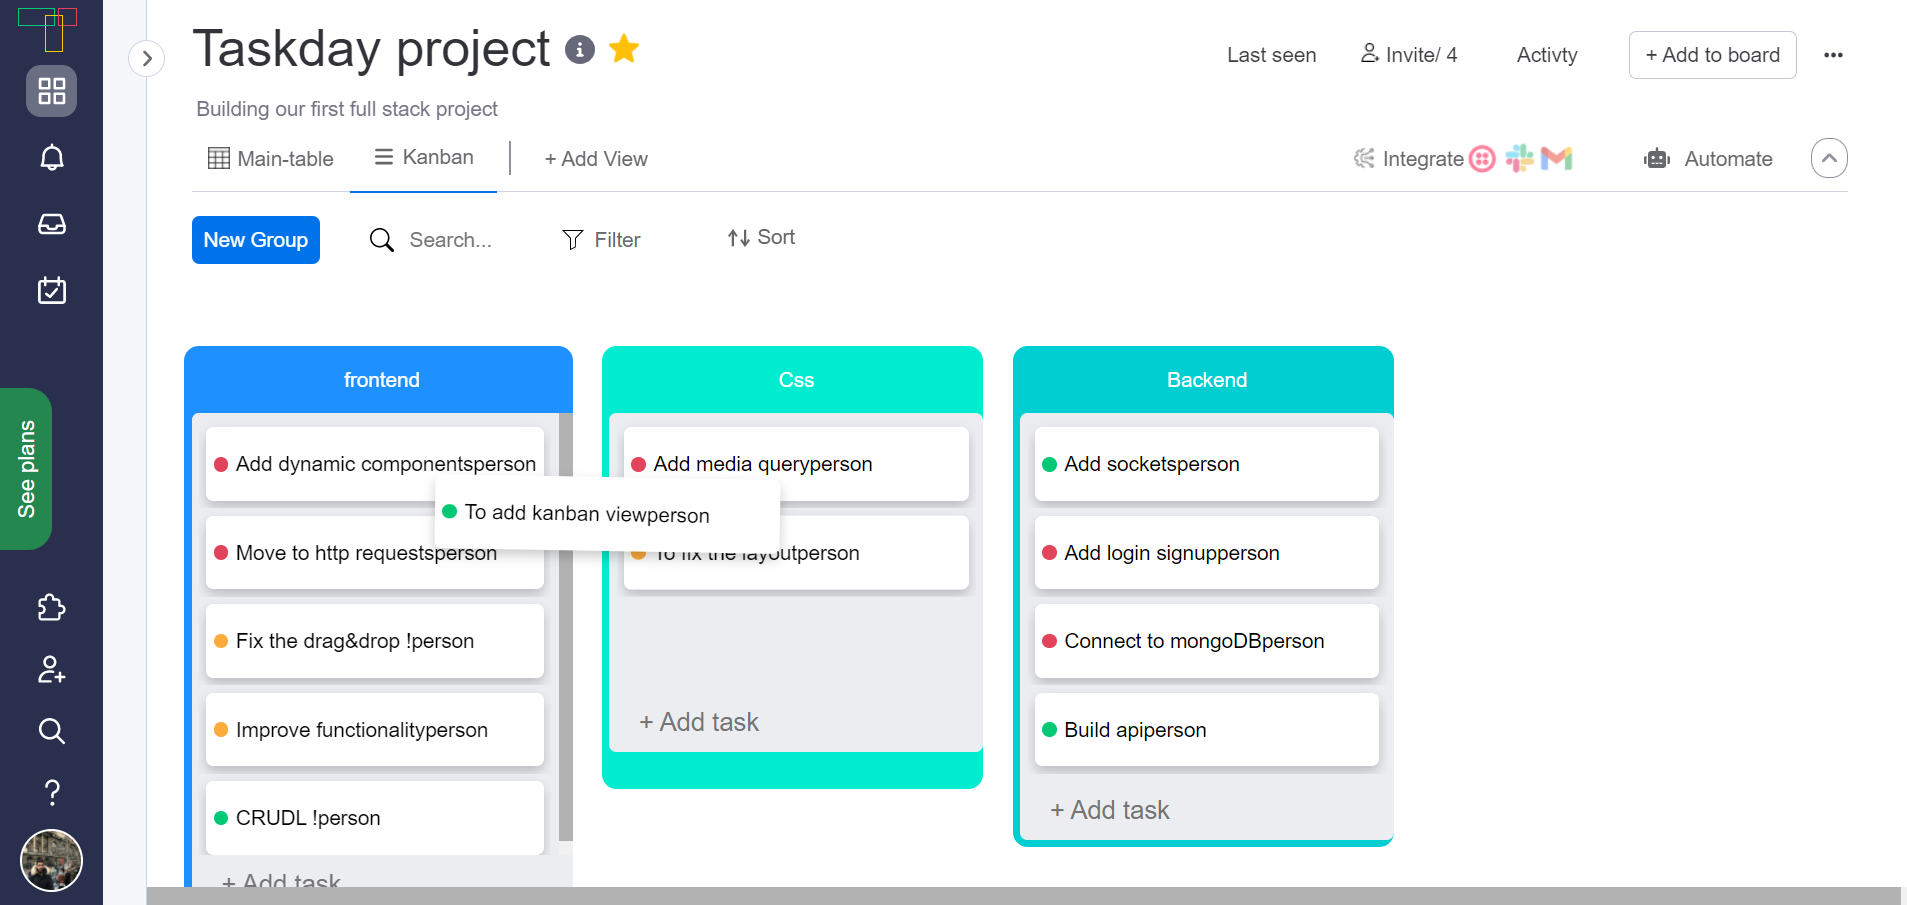 Taskday project
Last seen
Invite/ 4
Activty
+ Add to board
Building our first full stack project
Main-table
Kanban
+ Add View
Integrate
Automate
New Group
Search...
Filter
Sort
See plans
frontend
Add dynamic componentsperson
Move to http requestsperson
Fix the drag&drop !person
Improve functionalityperson
CRUDL !person
+ Add task
To add kanban viewperson
Css
Add media queryperson
To fix the layoutperson
+ Add task
Backend
Add socketsperson
Add login signupperson
Connect to mongoDBperson
Build apiperson
+ Add task